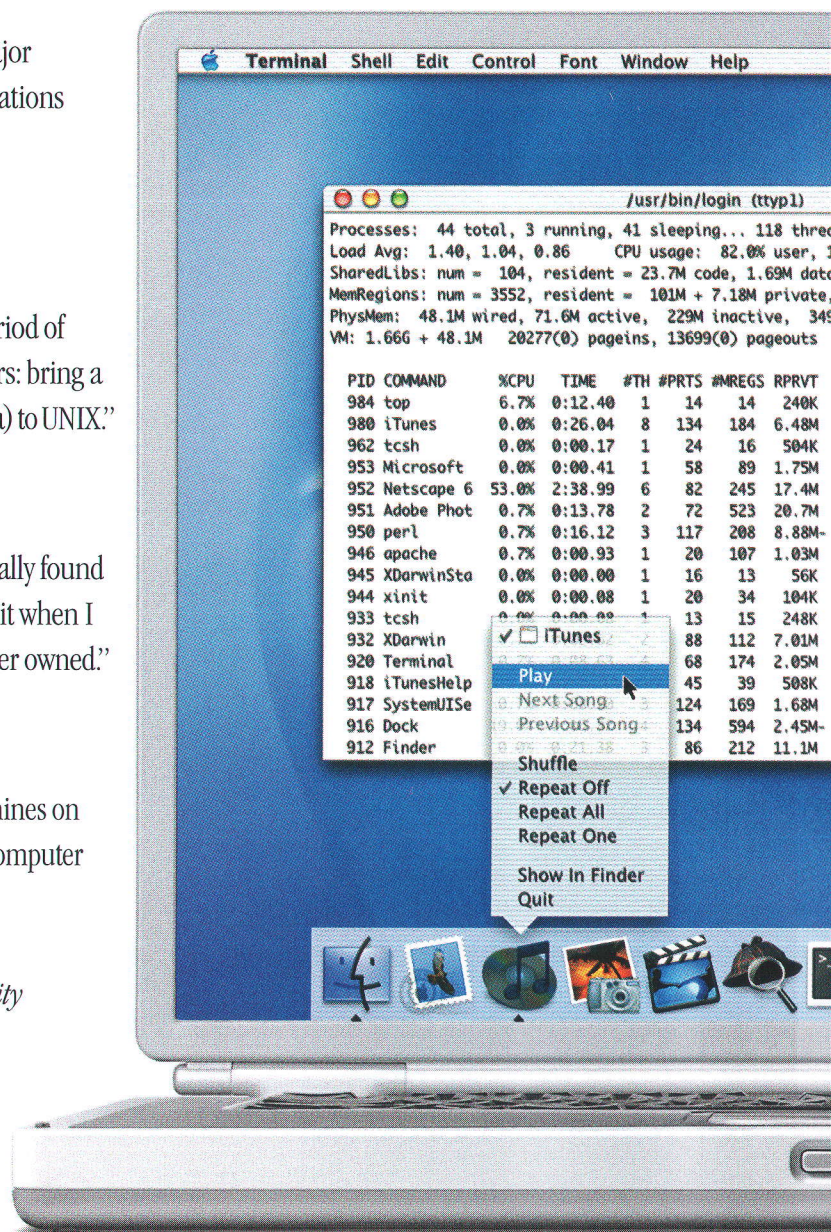 jor
ations
riod of
rs: bring a
) to UNIX.”
ally found
it when I
er owned.”
ines on
omputer
ity
Terminal Shell Edit Control Font Window Help
/usr/bin/login (ttyp1)
Processes: 44 total, 3 running, 41 sleeping... 118 threa
Load Avg: 1.40, 1.04, 0.86 CPU usage: 82.0% user, 1
SharedLibs: num = 104, resident = 23.7M code, 1.69M data
MemRegions: num = 3552, resident = 101M + 7.18M private,
PhysMem: 48.1M wired, 71.6M active, 229M inactive, 349
VM: 1.66G + 48.1M 20277(0) pageins, 13699(0) pageouts
PID COMMAND %CPU TIME #TH #PRTS #MREGS RPRVT
984 top 6.7% 0:12.40 1 14 14 240K
980 iTunes 0.0% 0:26.04 8 134 184 6.48M
962 tcsh 0.0% 0:00.17 1 24 16 504K
953 Microsoft 0.0% 0:00.41 1 58 89 1.75M
952 Netscape 6 53.0% 2:38.99 6 82 245 17.4M
951 Adobe Phot 0.7% 0:13.78 2 72 523 20.7M
950 perl 0.7% 0:16.12 3 117 208 8.88M-
946 apache 0.7% 0:00.93 1 20 107 1.03M
945 XDarwinSta 0.0% 0:00.00 1 16 13 56K
944 xinit 0.0% 0:00.08 1 20 34 104K
933 tcsh 0.0% 0:00.08 1 13 15 248K
932 XDarwin 88 112 7.01M
920 Terminal 68 174 2.05M
918 iTunesHelp 45 39 508K
917 SystemUISe 124 169 1.68M
916 Dock 134 594 2.45M-
912 Finder 0:21.38 3 86 212 11.1M
✓ iTunes
Play
Next Song
Previous Song
Shuffle
✓ Repeat Off
Repeat All
Repeat One
Show In Finder
Quit